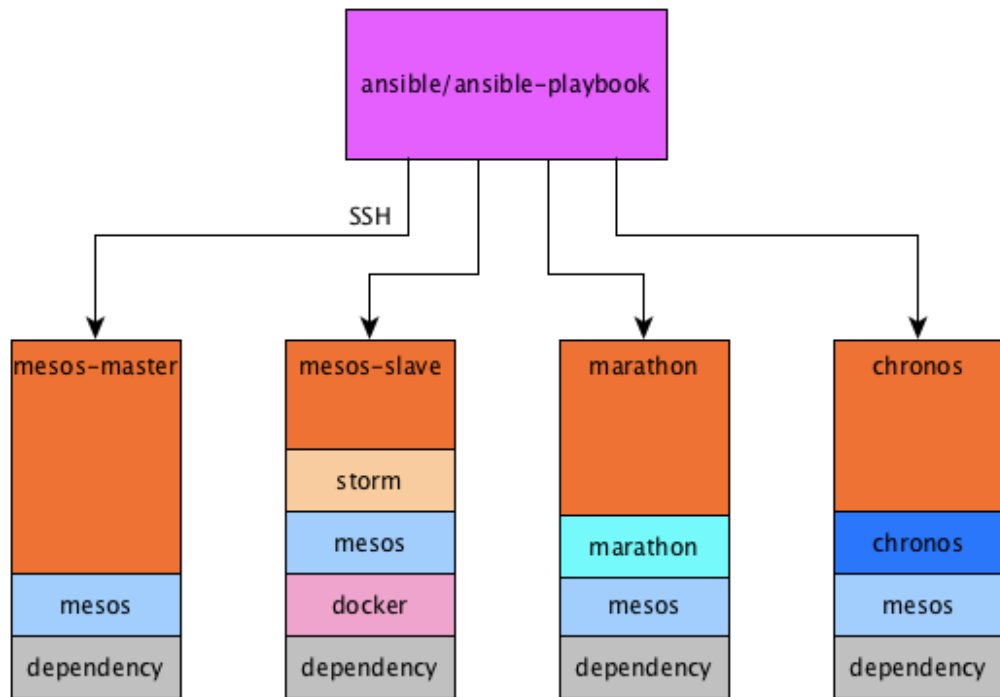 ansible/ansible-playbook
SSH
mesos-master
mesos-slave
marathon
chronos
storm
mesos
marathon
chronos
mesos
docker
mesos
mesos
dependency
dependency
dependency
dependency